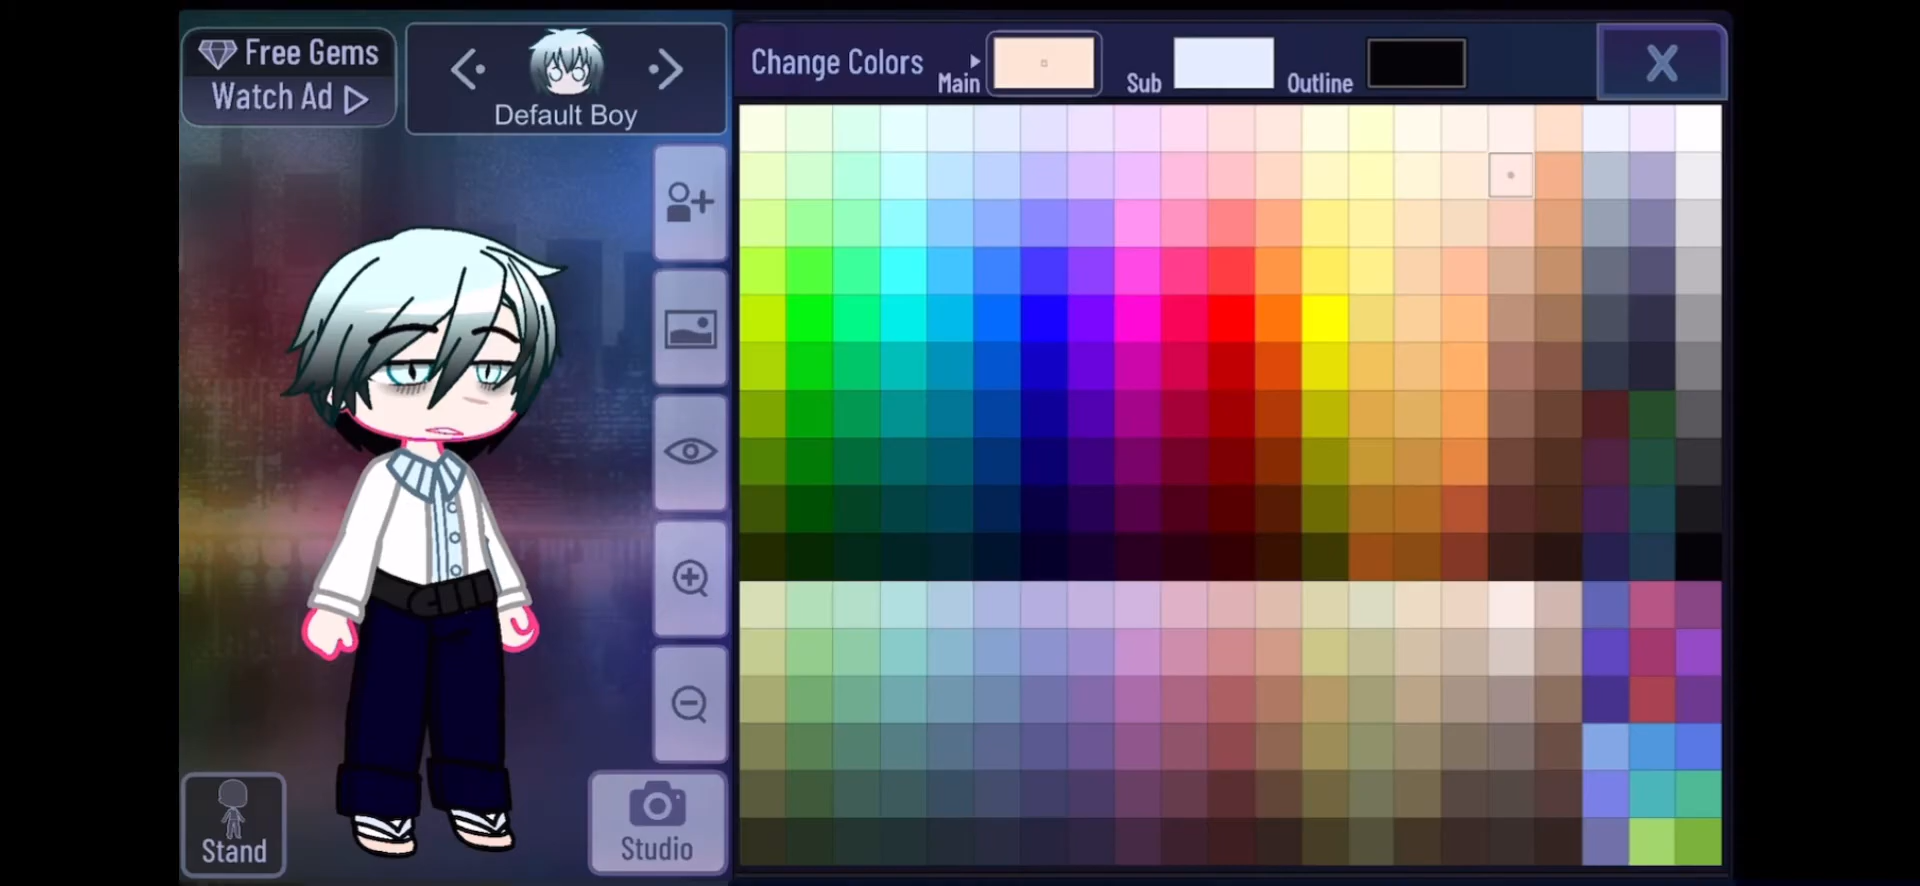 Free Gems
Watch Ad
Default Boy
Change Colors
Main
Sub
Outline
X
Stand
Studio